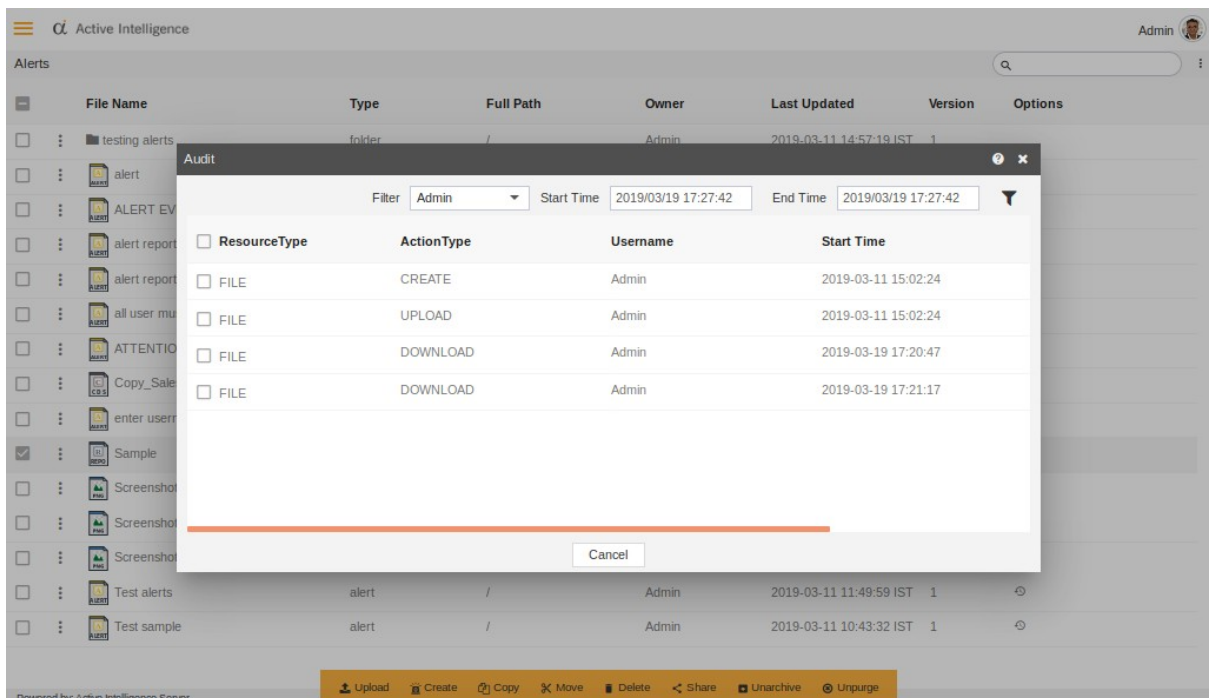 α Active Intelligence Admin
Alerts
File Name Type Full Path Owner Last Updated Version Options
testing alerts folder / Admin 2019-03-11 14:57:19 IST 1
Audit
alert
Filter Admin Start Time 2019/03/19 17:27:42 End Time 2019/03/19 17:27:42
ALERT EV
ResourceType ActionType Username Start Time
alert report
alert report
FILE CREATE Admin 2019-03-11 15:02:24
all user mu
FILE UPLOAD Admin 2019-03-11 15:02:24
ATTENTIO
FILE DOWNLOAD Admin 2019-03-19 17:20:47
Copy_Sale
FILE DOWNLOAD Admin 2019-03-19 17:21:17
enter usern
Sample
Screenshot
Screenshot
Screenshot
Cancel
Test alerts alert / Admin 2019-03-11 11:49:59 IST 1
Test sample alert / Admin 2019-03-11 10:43:32 IST 1
Upload Create Copy Move Delete Share Unarchive Unpurge
Powered by: Active Intelligence Server